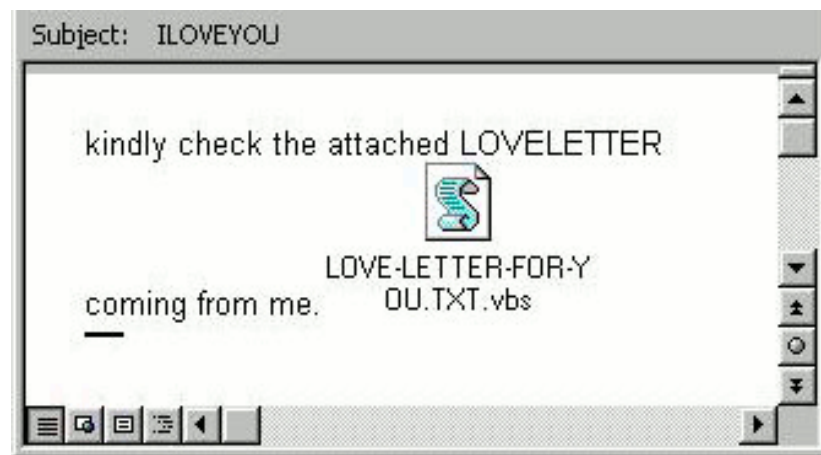 Subject: ILOVEYOU
kindly check the attached LOVELETTER
LOVE-LETTER-FOR-Y
OU.TXT.vbs
coming from me.